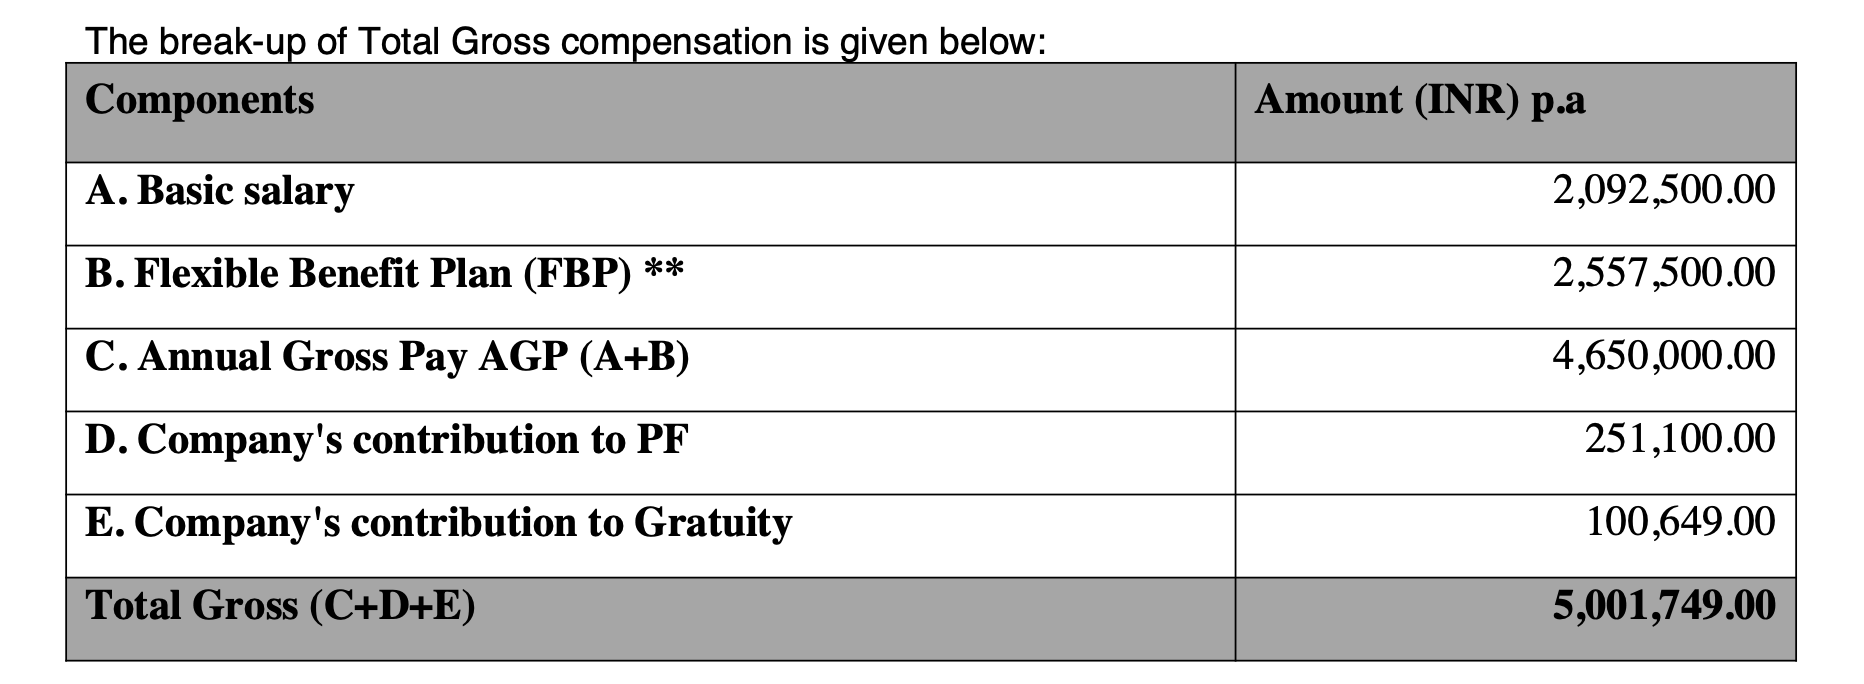 The break-up of Total Gross compensation is given below:
Components Amount (INR) p.a
A. Basic salary 2,092,500.00
B. Flexible Benefit Plan (FBP) ** 2,557,500.00
C. Annual Gross Pay AGP (A+B) 4,650,000.00
D. Company's contribution to PF 251,100.00
E. Company's contribution to Gratuity 100,649.00
Total Gross (C+D+E) 5,001,749.00